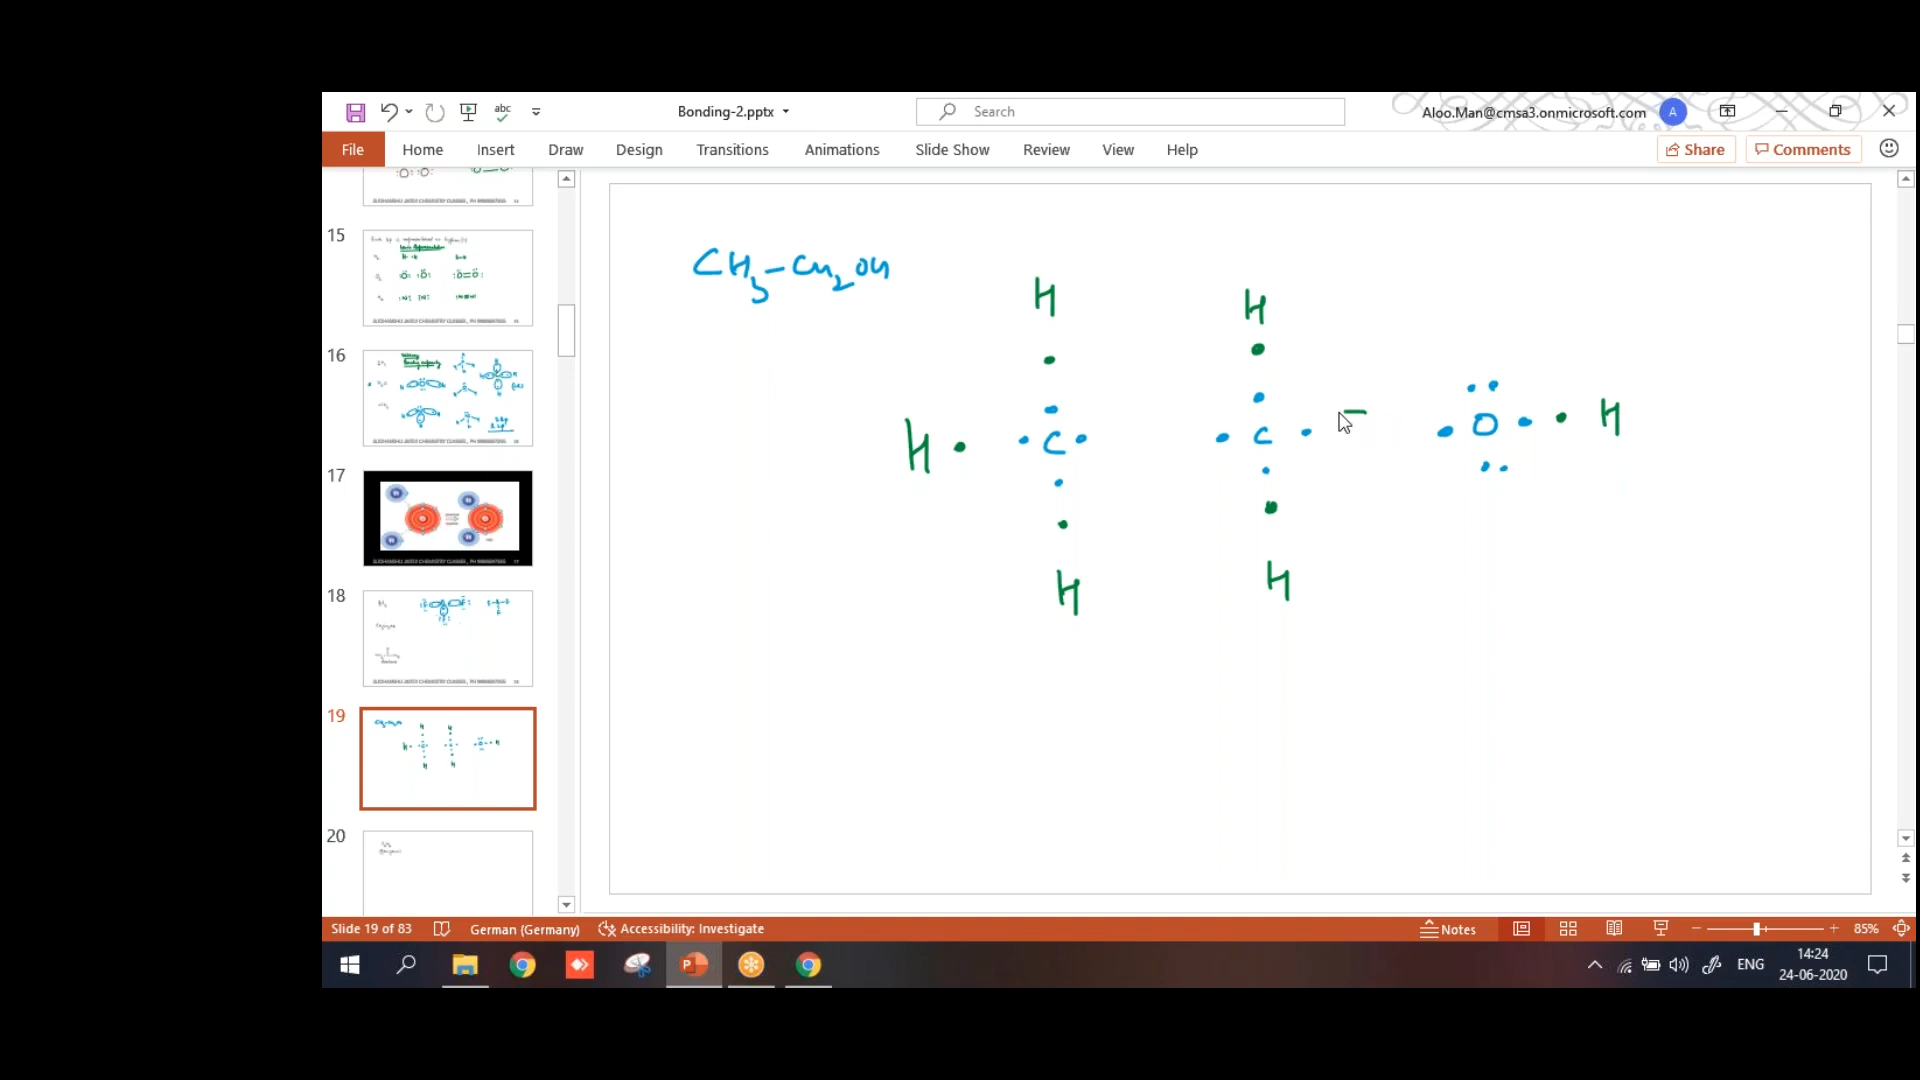 abc
Bonding-2.pptx
Search
Aloo.Man@cmsa3.onmicrosoft.com
A
File
Home
Insert
Draw
Design
Transitions
Animations
Slide Show
Review
View
Help
Share
Comments
15
16
17
18
19
20
CH3-CH2OH
H
H
H
C
C
O
H
H
H
Slide 19 of 83
German (Germany)
Accessibility: Investigate
Notes
85%
ENG
14:24
24-06-2020